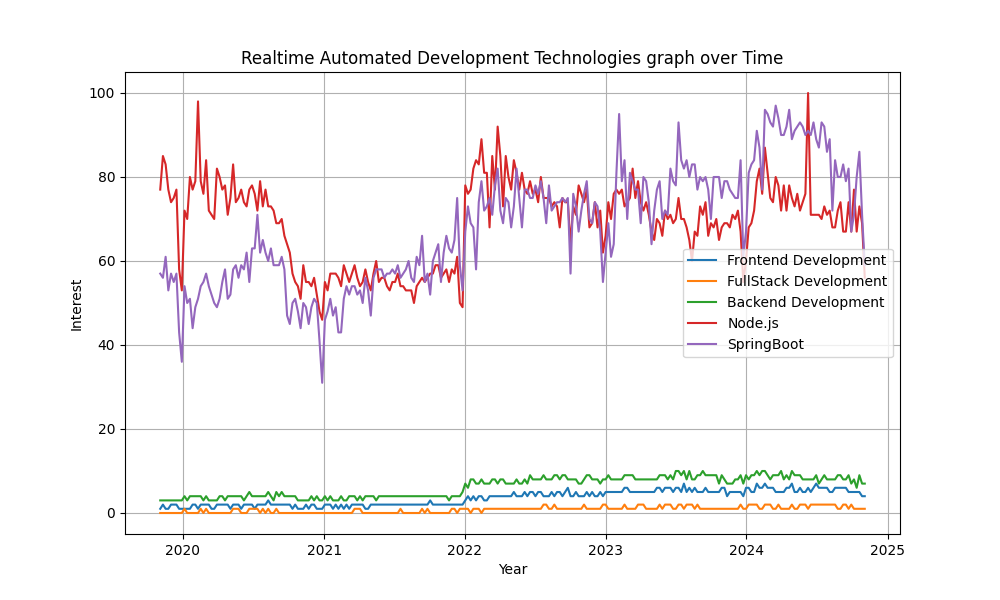 Realtime Automated Development Technologies graph over Time
100
80
60
40
20
0
Interest
Frontend Development
FullStack Development
Backend Development
Node.js
SpringBoot
2020 2021 2022 2023 2024 2025
Year